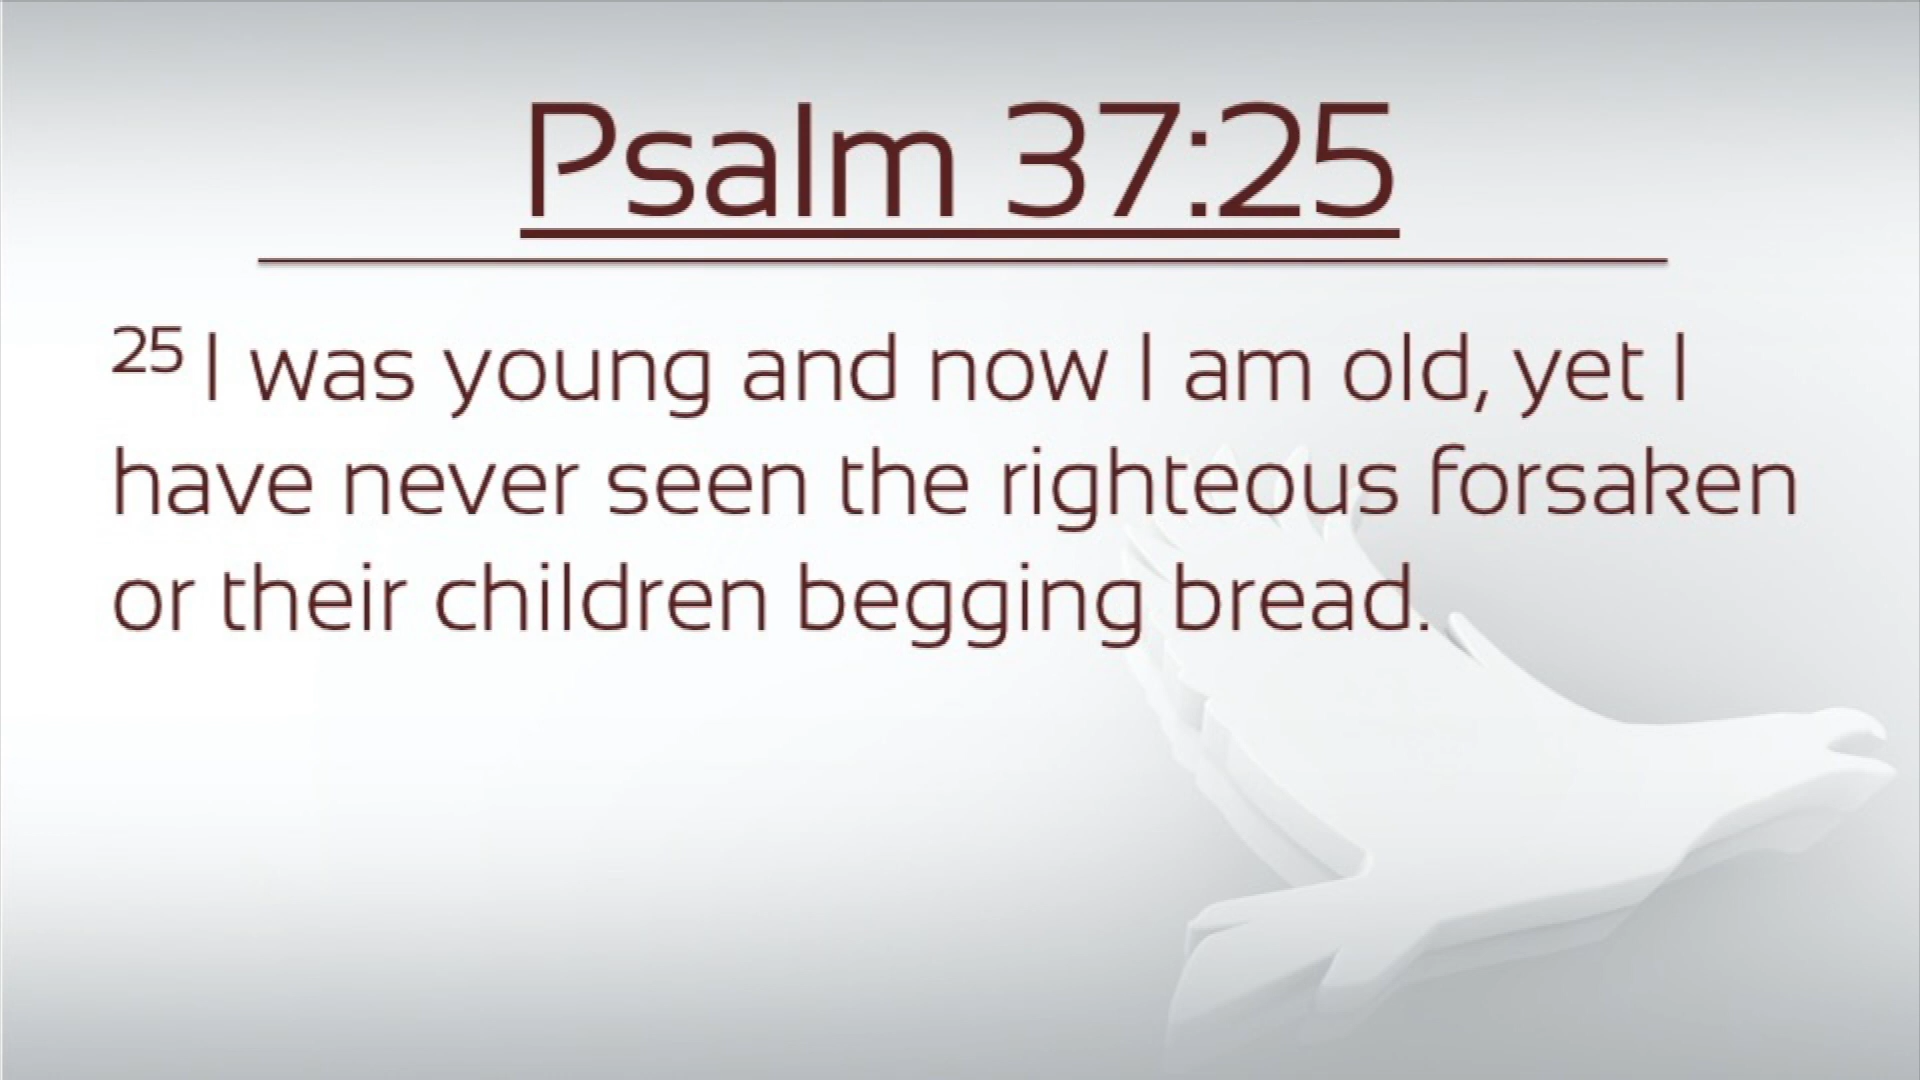 Psalm 37:25
25 I was young and now I am old, yet I
have never seen the righteous forsaken
or their children begging bread.